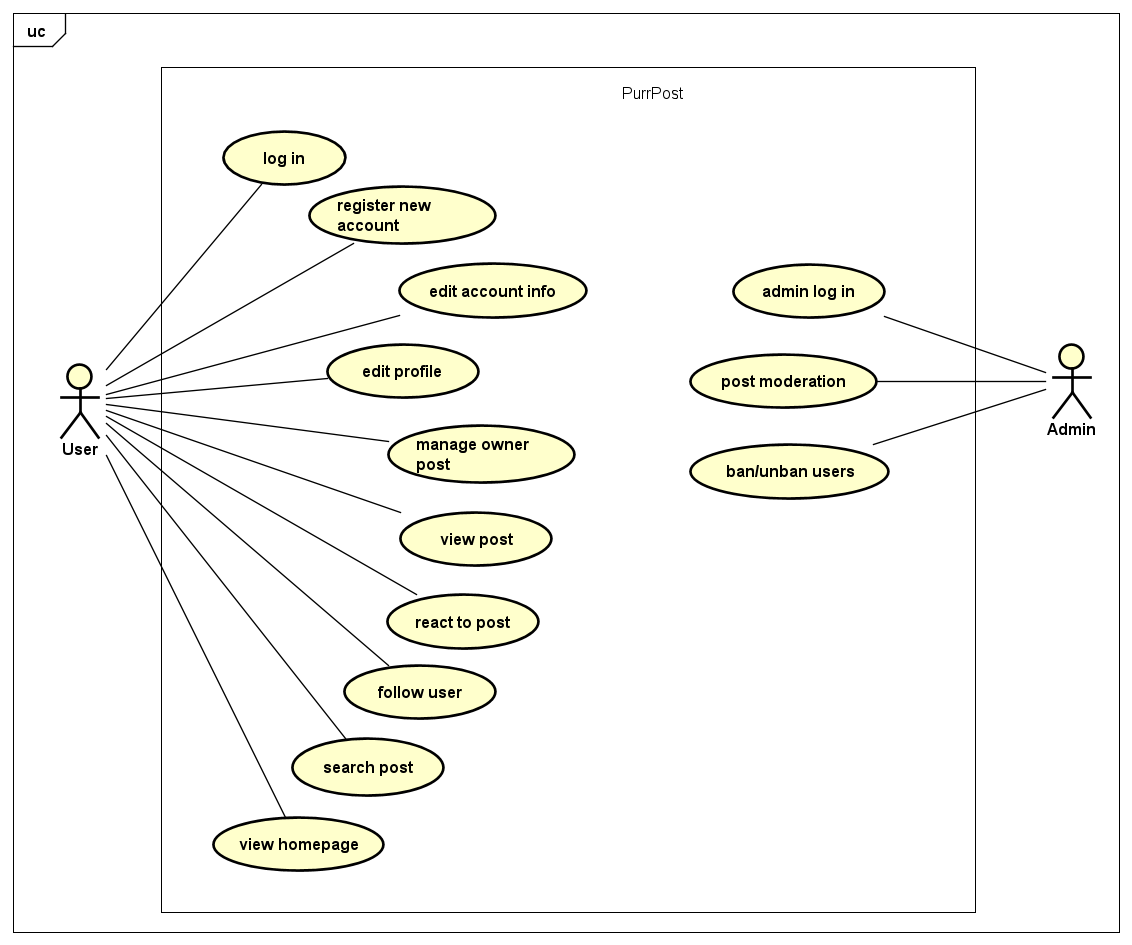 uc
PurrPost
log in
register new
account
edit account info
admin log in
edit profile
post moderation
User
Admin
manage owner
post
ban/unban users
view post
react to post
follow user
search post
view homepage